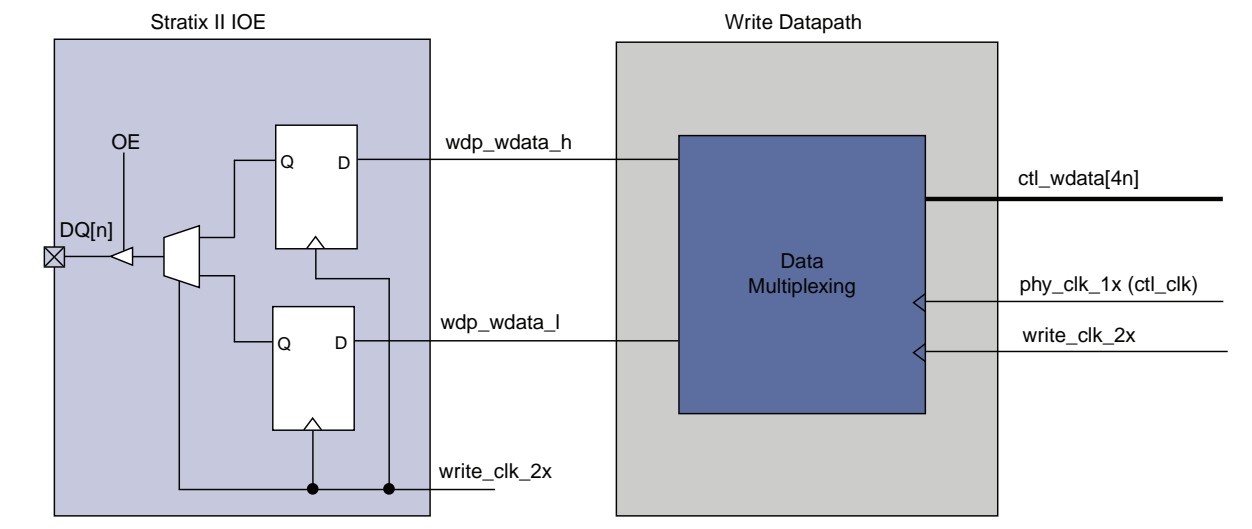 Stratix II IOE
Write Datapath
OE
Q
D
wdp_wdata_h
ctl_wdata[4n]
DQ[n]
Data
Multiplexing
phy_clk_1x (ctl_clk)
wdp_wdata_l
write_clk_2x
Q
D
write_clk_2x